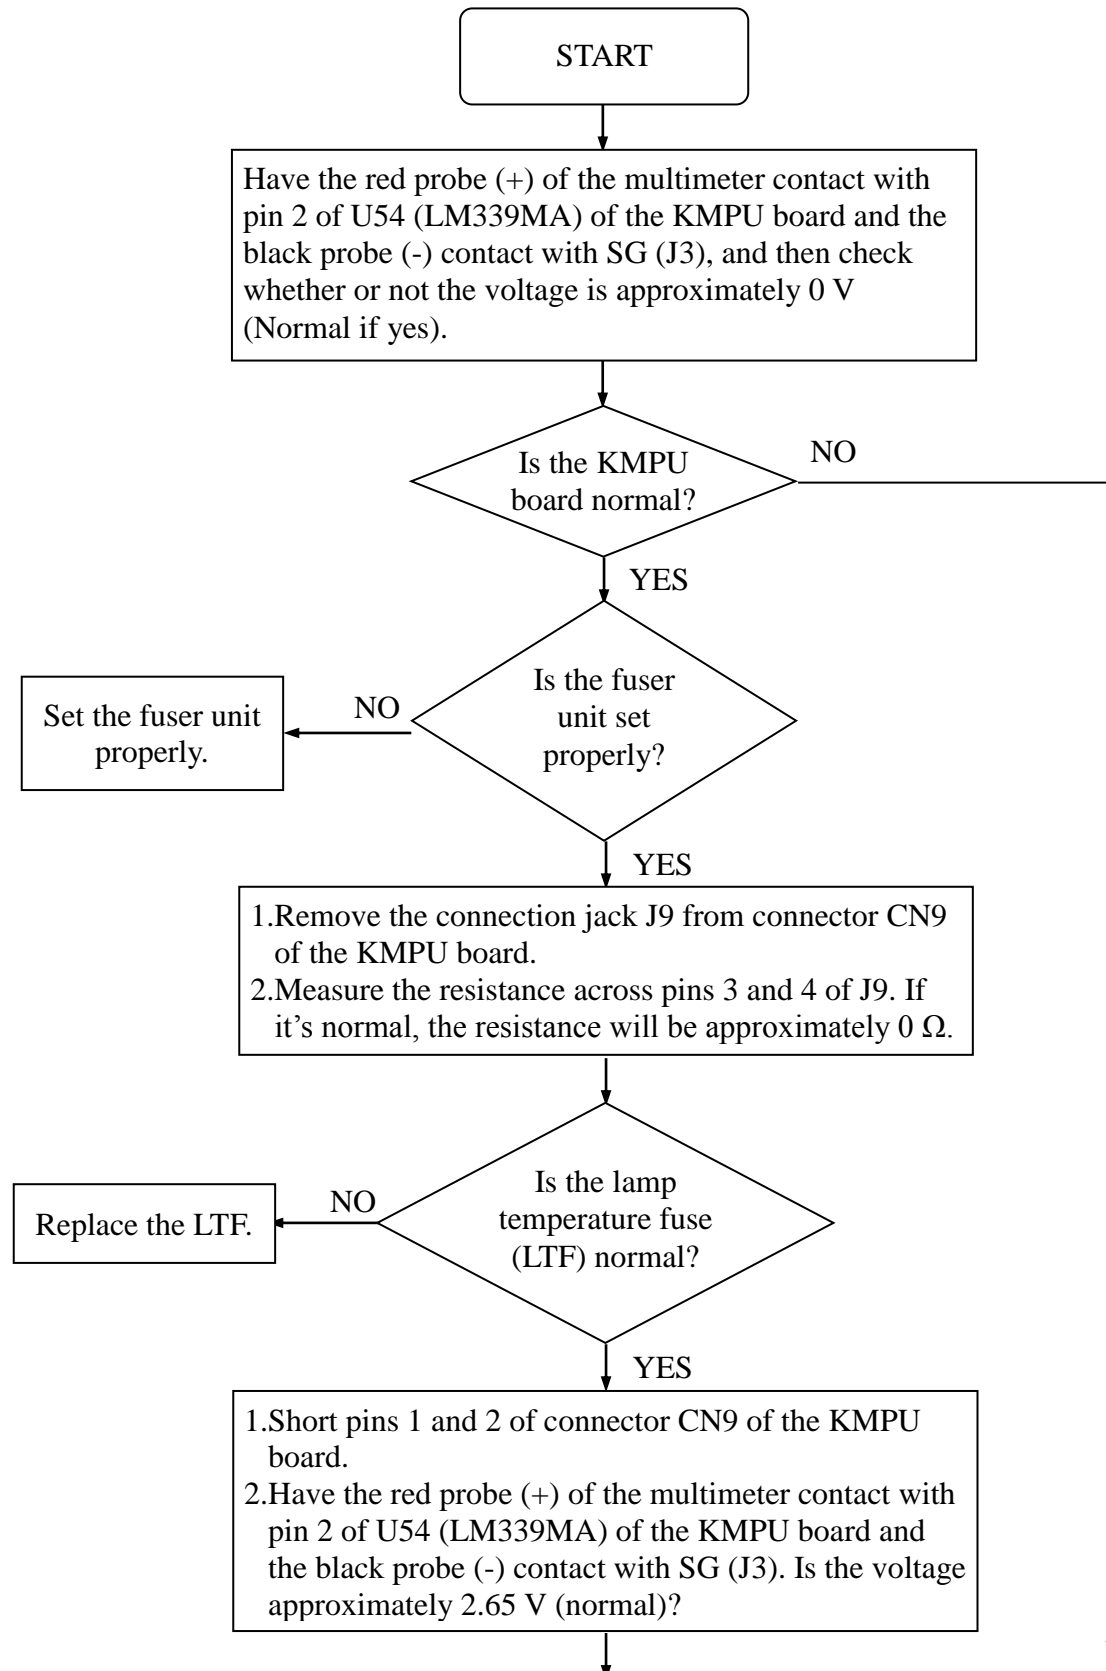 START
Have the red probe (+) of the multimeter contact with
pin 2 of U54 (LM339MA) of the KMPU board and the
black probe (-) contact with SG (J3), and then check
whether or not the voltage is approximately 0 V
(Normal if yes).
Is the KMPU
board normal?
NO
YES
Is the fuser
unit set
properly?
NO
Set the fuser unit
properly.
YES
1.Remove the connection jack J9 from connector CN9
of the KMPU board.
2.Measure the resistance across pins 3 and 4 of J9. If
it’s normal, the resistance will be approximately 0 Ω.
Is the lamp
temperature fuse
(LTF) normal?
NO
Replace the LTF.
YES
1.Short pins 1 and 2 of connector CN9 of the KMPU
board.
2.Have the red probe (+) of the multimeter contact with
pin 2 of U54 (LM339MA) of the KMPU board and
the black probe (-) contact with SG (J3). Is the voltage
approximately 2.65 V (normal)?